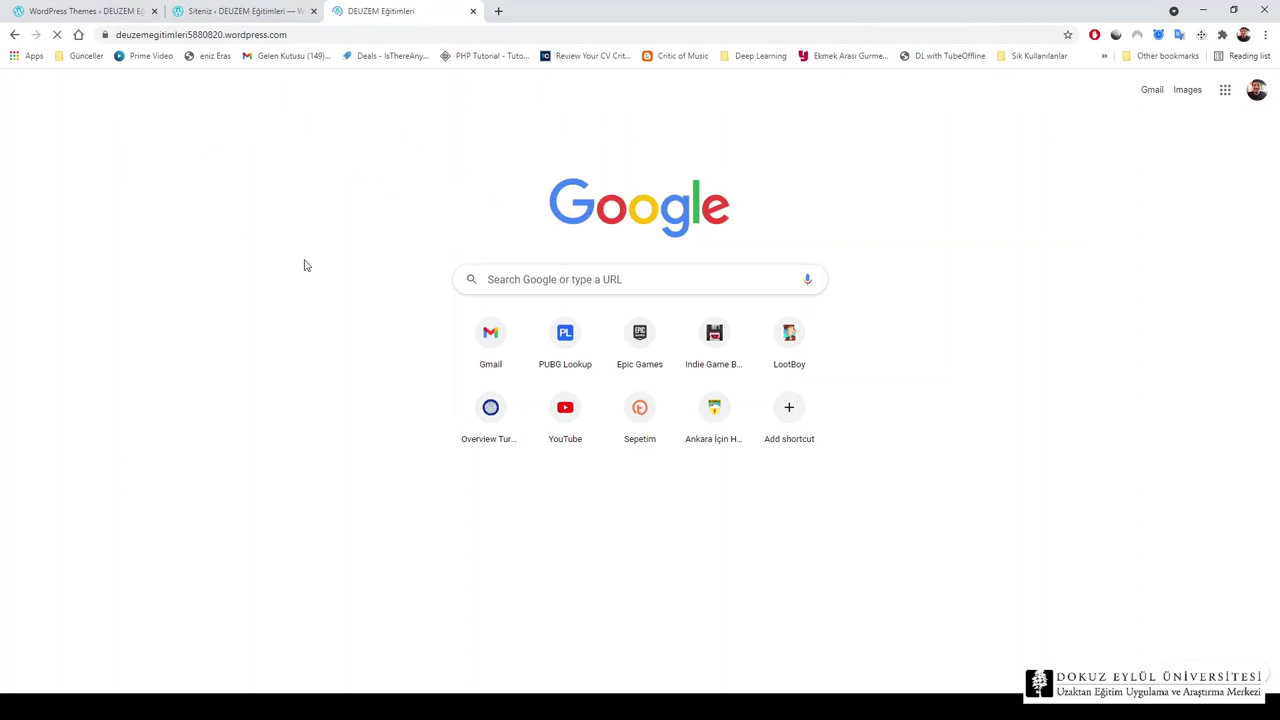 WordPress Themes ‹ DEUZEM Eğ
Siteniz ‹ DEUZEM Eğitimleri — W
DEUZEM Eğitimleri
deuzemegitimleri5880820.wordpress.com
Apps
Günceller
Prime Video
eniz Eras
Gelen Kutusu (149)...
Deals - IsThereAny...
PHP Tutorial - Tuto...
Review Your CV Crit...
Critic of Music
Deep Learning
Ekmek Arası Gurme...
DL with TubeOffline
Sık Kullanılanlar
»
Other bookmarks
Reading list
Gmail
Images
Google
Search Google or type a URL
PL
EPIC
Gmail
PUBG Lookup
Epic Games
Indie Game B...
LootBoy
Overview Tur...
YouTube
Sepetim
Ankara İçin H...
Add shortcut
DOKUZ EYLÜL ÜNİVERSİTESİ
Uzaktan Eğitim Uygulama ve Araştırma Merkezi